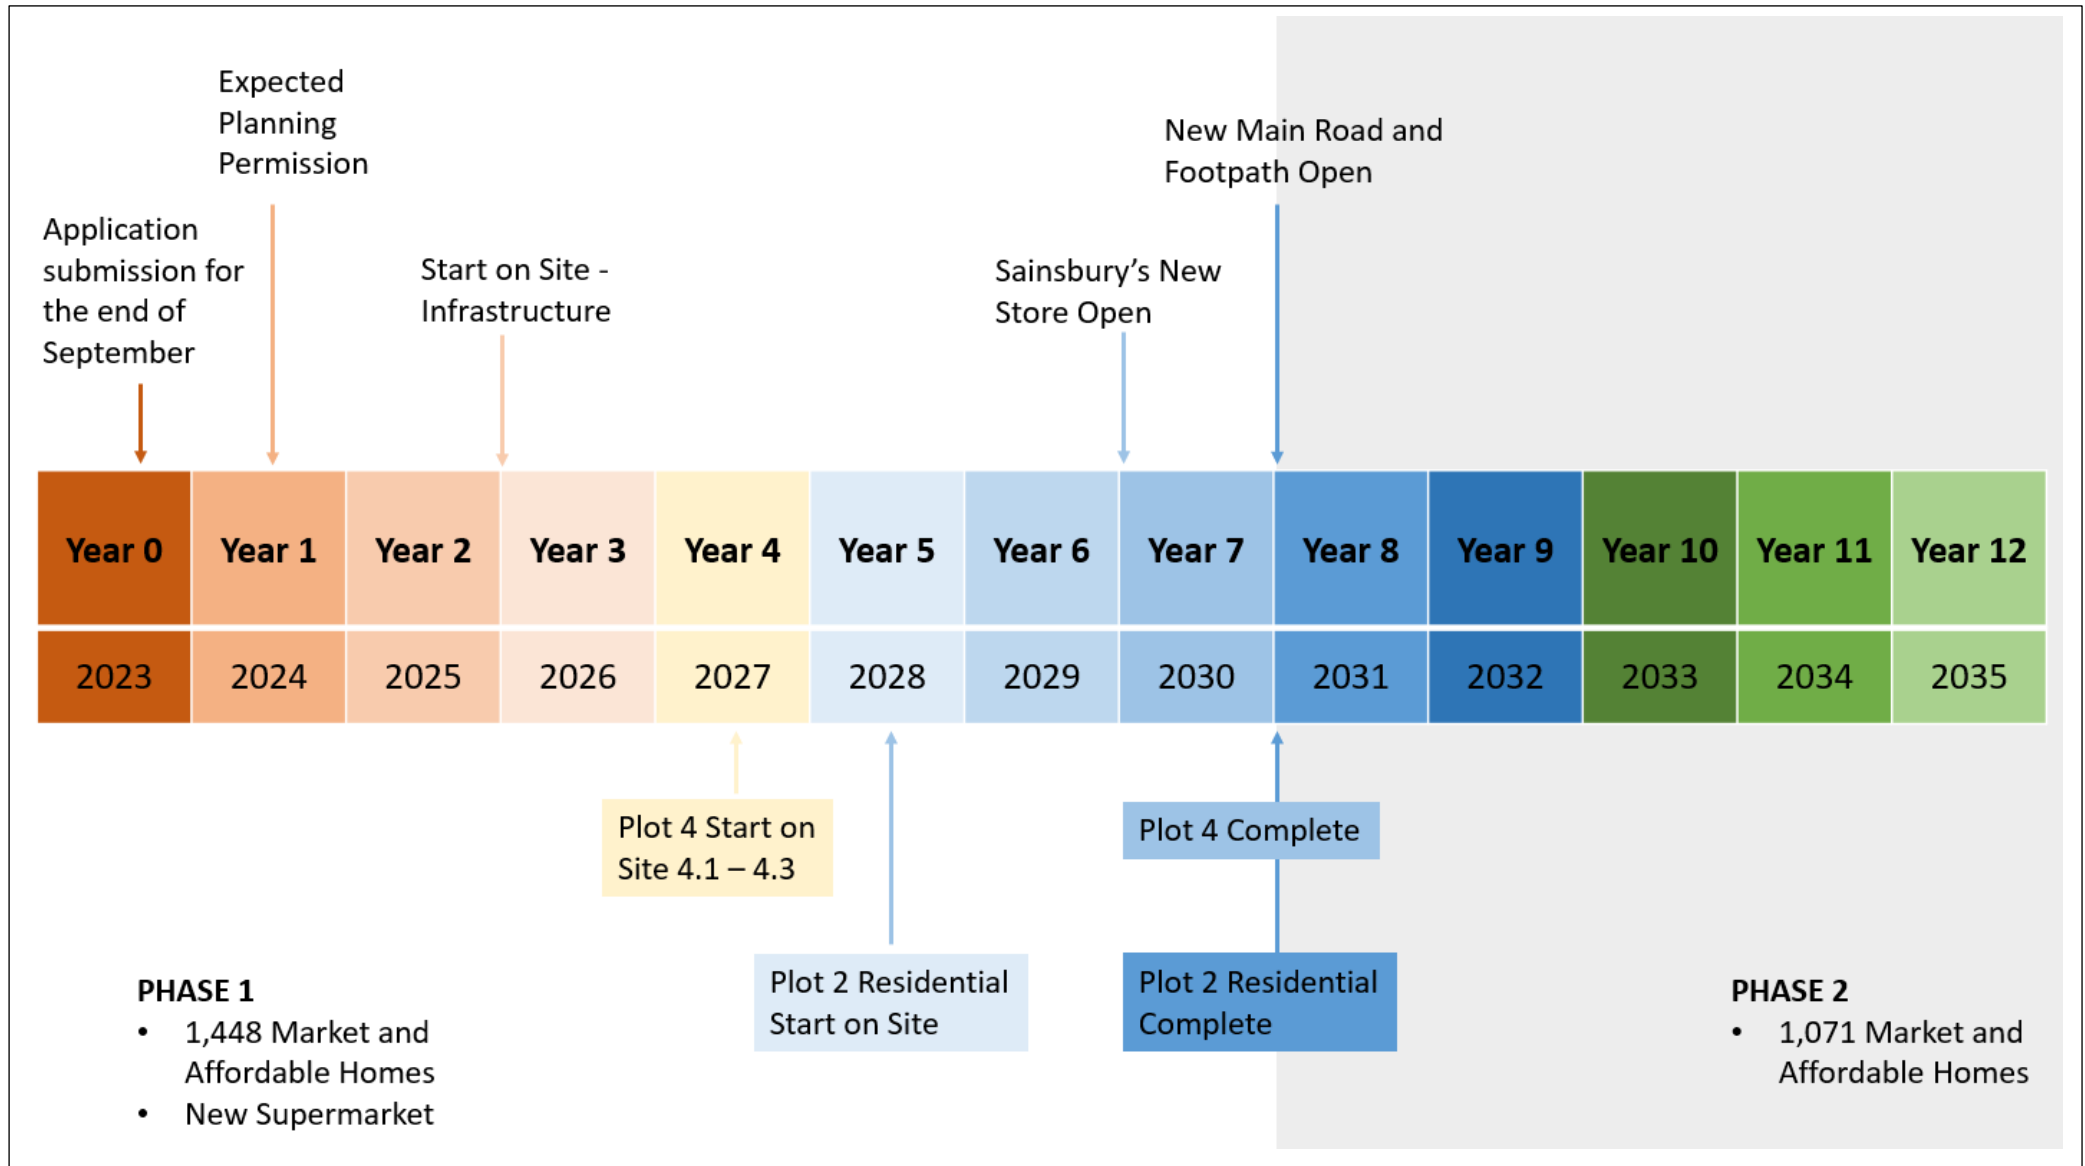 Expected
Planning
Permission
Application
submission for
the end of
September
Start on Site -
Infrastructure
Sainsbury’s New
Store Open
New Main Road and
Footpath Open
Year 0 Year 1 Year 2 Year 3 Year 4 Year 5 Year 6 Year 7 Year 8 Year 9 Year 10 Year 11 Year 12
2023 2024 2025 2026 2027 2028 2029 2030 2031 2032 2033 2034 2035
Plot 4 Start on
Site 4.1 – 4.3
Plot 4 Complete
Plot 2 Residential
Start on Site
Plot 2 Residential
Complete
PHASE 1
• 1,448 Market and
Affordable Homes
• New Supermarket
PHASE 2
• 1,071 Market and
Affordable Homes